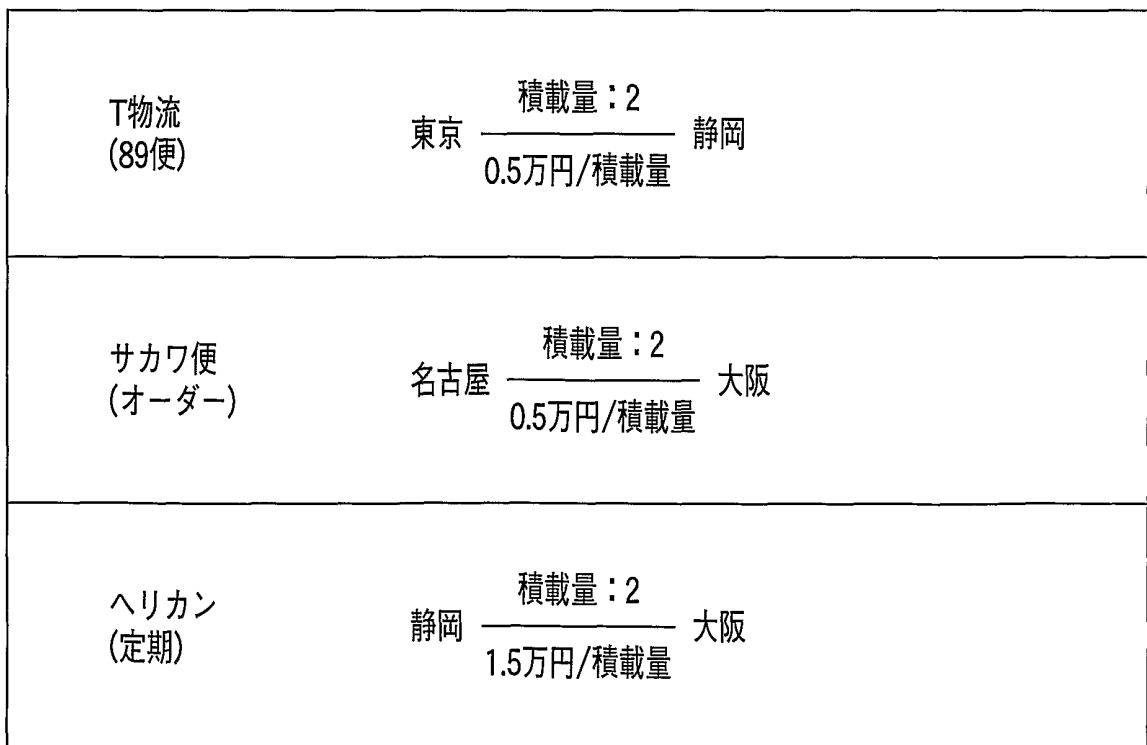 T物流
(89便)
積載量：2
東京 静岡
0.5万円/積載量
サカワ便
(オーダー)
積載量：2
名古屋 大阪
0.5万円/積載量
ヘリカン
(定期)
積載量：2
静岡 大阪
1.5万円/積載量